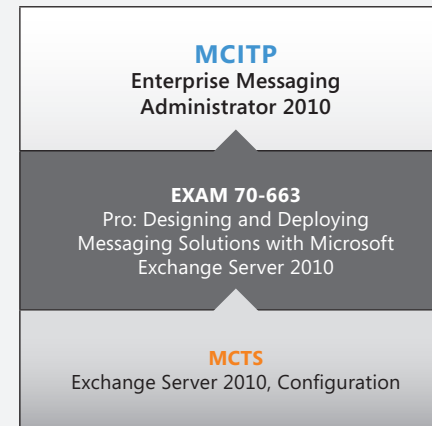 MCITP
Enterprise Messaging
Administrator 2010
EXAM 70-663
Pro: Designing and Deploying
Messaging Solutions with Microsoft
Exchange Server 2010
MCTS
Exchange Server 2010, Configuration